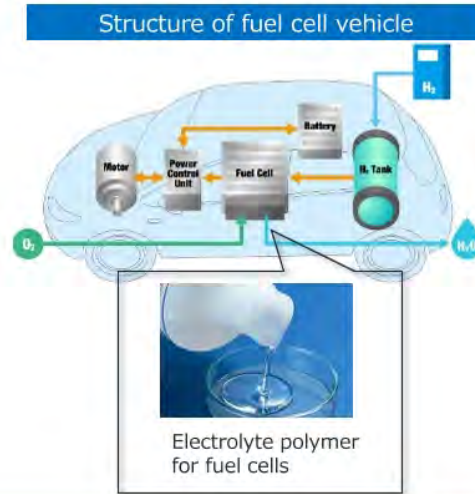 Structure of fuel cell vehicle
H₂
Battery
Motor
Power
Control
Unit
Fuel Cell
H₂ Tank
O₂
H₂O
Electrolyte polymer
for fuel cells